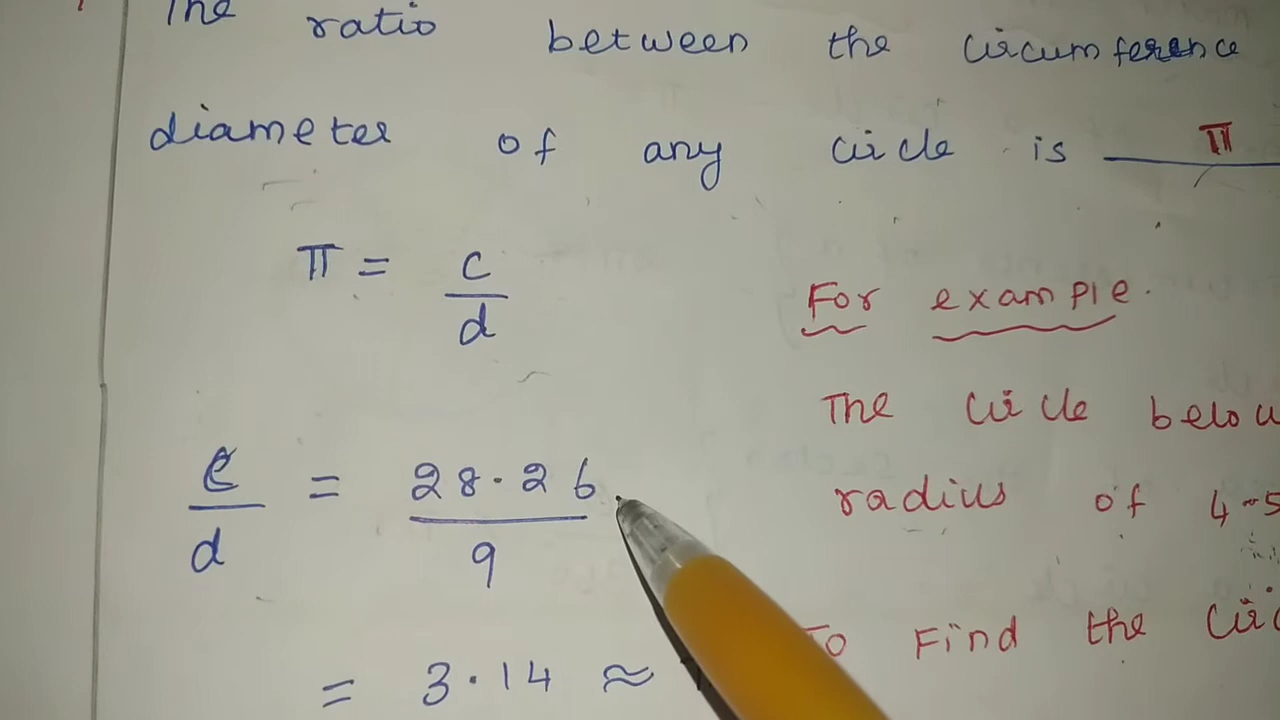 The ratio between the circumference
diameter of any circle is π
π = c/d
For example.
The circle below
radius of 4.5
c/d = 28.26/9
To Find the
= 3.14 ≈